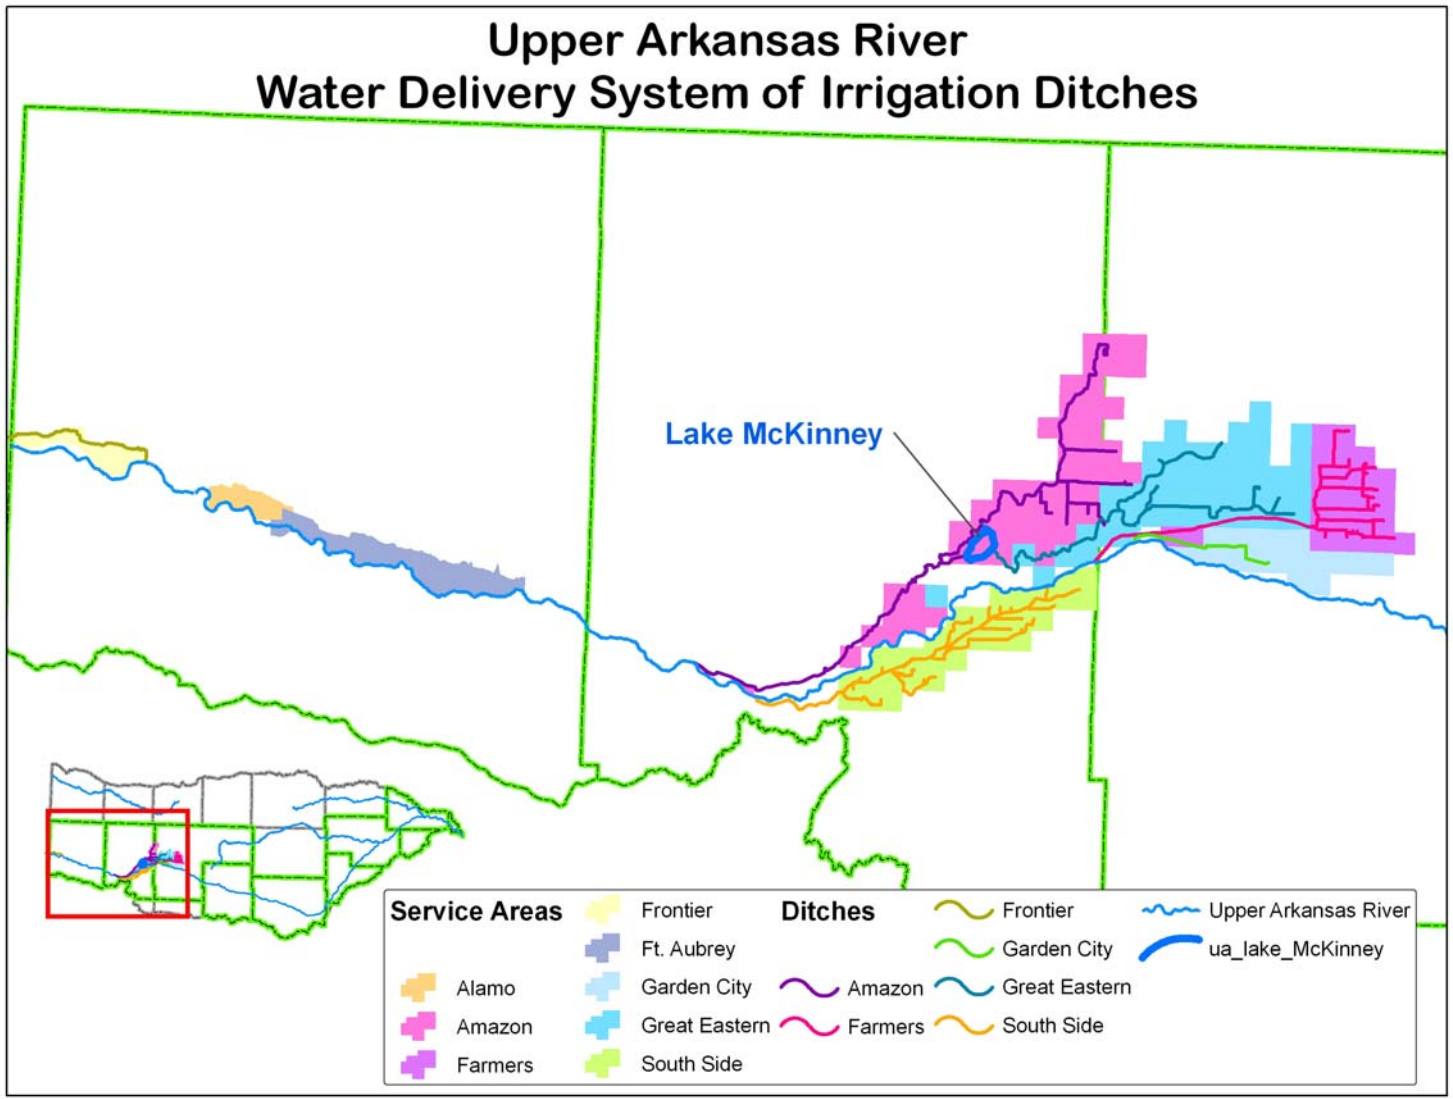 Upper Arkansas River
Water Delivery System of Irrigation Ditches
Lake McKinney
Service Areas
Alamo
Amazon
Farmers
Frontier
Ft. Aubrey
Garden City
Great Eastern
South Side
Ditches
Amazon
Farmers
Frontier
Garden City
Great Eastern
South Side
Upper Arkansas River
ua_lake_McKinney